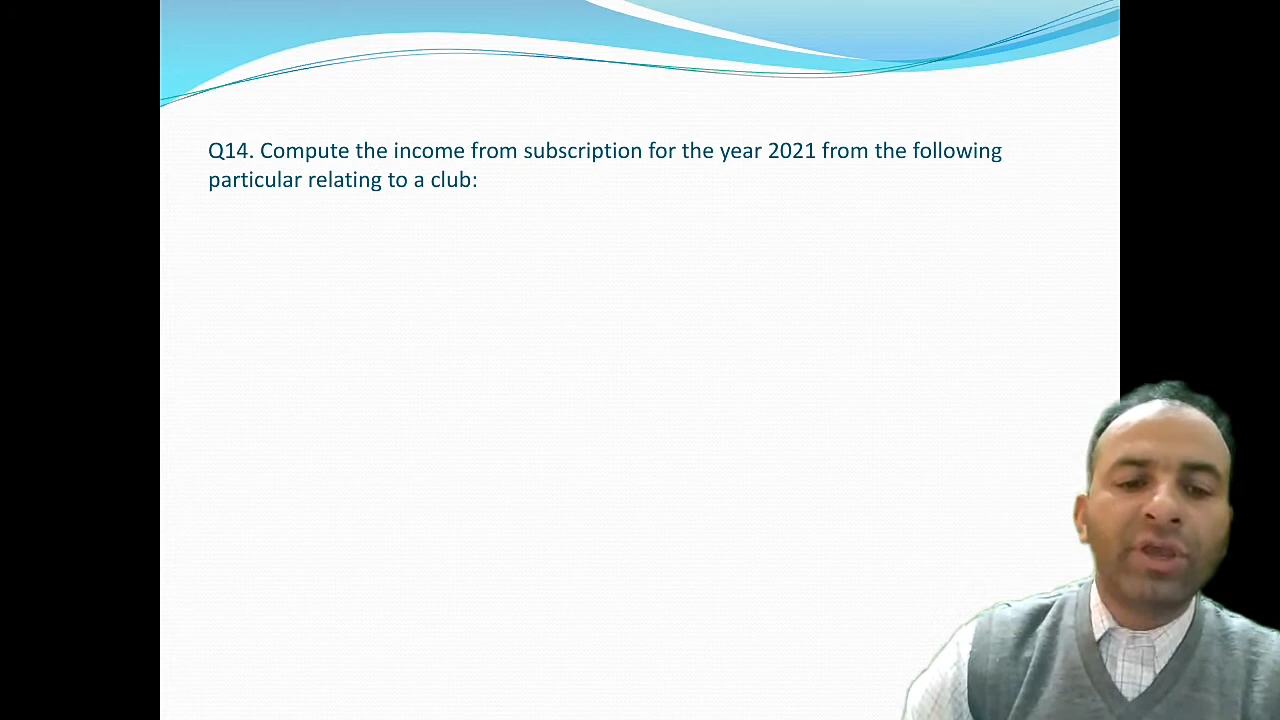 Q14. Compute the income from subscription for the year 2021 from the following
particular relating to a club: